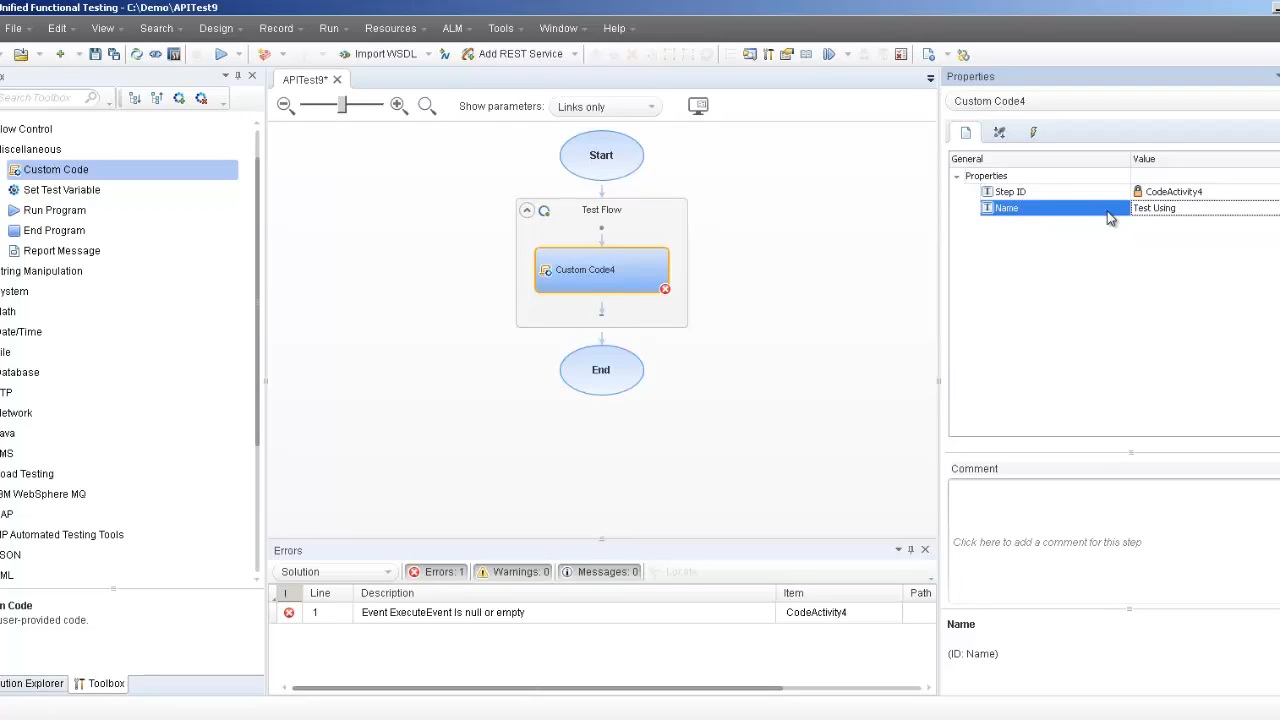 Unified Functional Testing - C:\Demo\APITest9
File Edit View Search Design Record Run Resources ALM Tools Window Help
Import WSDL Add REST Service
x
Search Toolbox
low Control
iscellaneous
Custom Code
Set Test Variable
Run Program
End Program
Report Message
tring Manipulation
ystem
ath
ate/Time
ile
atabase
TP
etwork
ava
MS
oad Testing
BM WebSphere MQ
AP
P Automated Testing Tools
SON
ML
n Code
user-provided code.
ution Explorer Toolbox
APITest9*
Show parameters: Links only
Start
Test Flow
Custom Code4
End
Errors
Solution Errors: 1 Warnings: 0 Messages: 0 Locate
! Line Description Item Path
1 Event ExecuteEvent Is null or empty CodeActivity4
Properties
Custom Code4
General Value
Properties
Step ID CodeActivity4
Name Test Using
Comment
Click here to add a comment for this step
Name
(ID: Name)